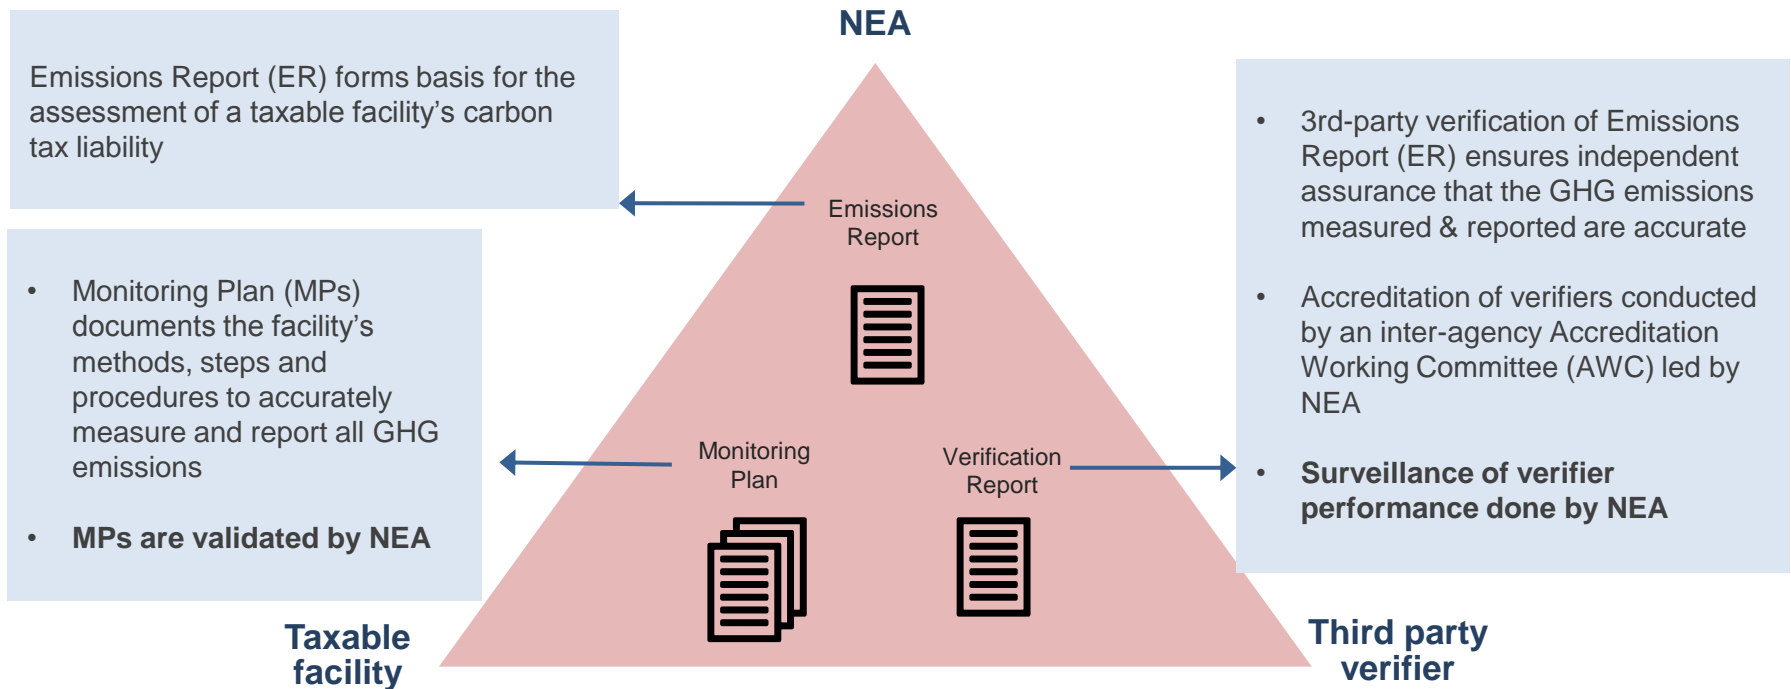 NEA
Emissions Report (ER) forms basis for the
assessment of a taxable facility’s carbon
tax liability
• Monitoring Plan (MPs)
documents the facility’s
methods, steps and
procedures to accurately
measure and report all GHG
emissions
• MPs are validated by NEA
Emissions
Report
Monitoring
Plan
Verification
Report
• 3rd-party verification of Emissions
Report (ER) ensures independent
assurance that the GHG emissions
measured & reported are accurate
• Accreditation of verifiers conducted
by an inter-agency Accreditation
Working Committee (AWC) led by
NEA
• Surveillance of verifier
performance done by NEA
Taxable
facility
Third party
verifier